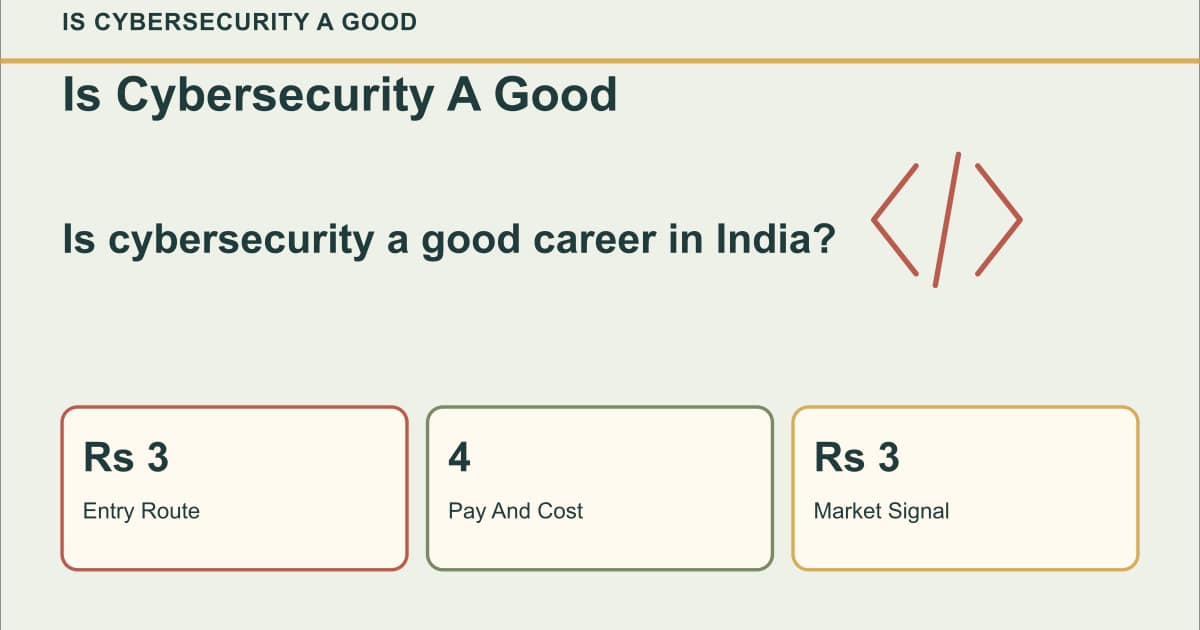 IS CYBERSECURITY A GOOD
Is Cybersecurity A Good
Is cybersecurity a good career in India?
Rs 3
Entry Route
4
Pay And Cost
Rs 3
Market Signal